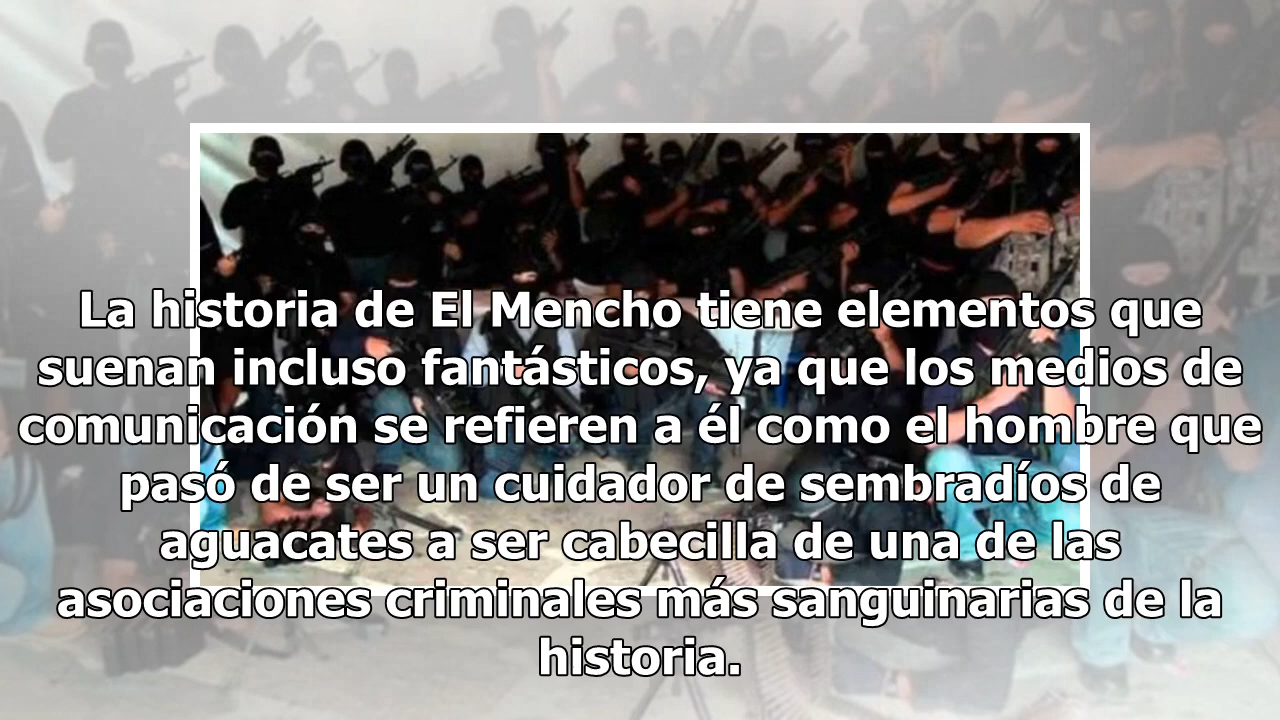 La historia de El Mencho tiene elementos que
suenan incluso fantásticos, ya que los medios de
comunicación se refieren a él como el hombre que
pasó de ser un cuidador de sembradíos de
aguacates a ser cabecilla de una de las
asociaciones criminales más sanguinarias de la
historia.